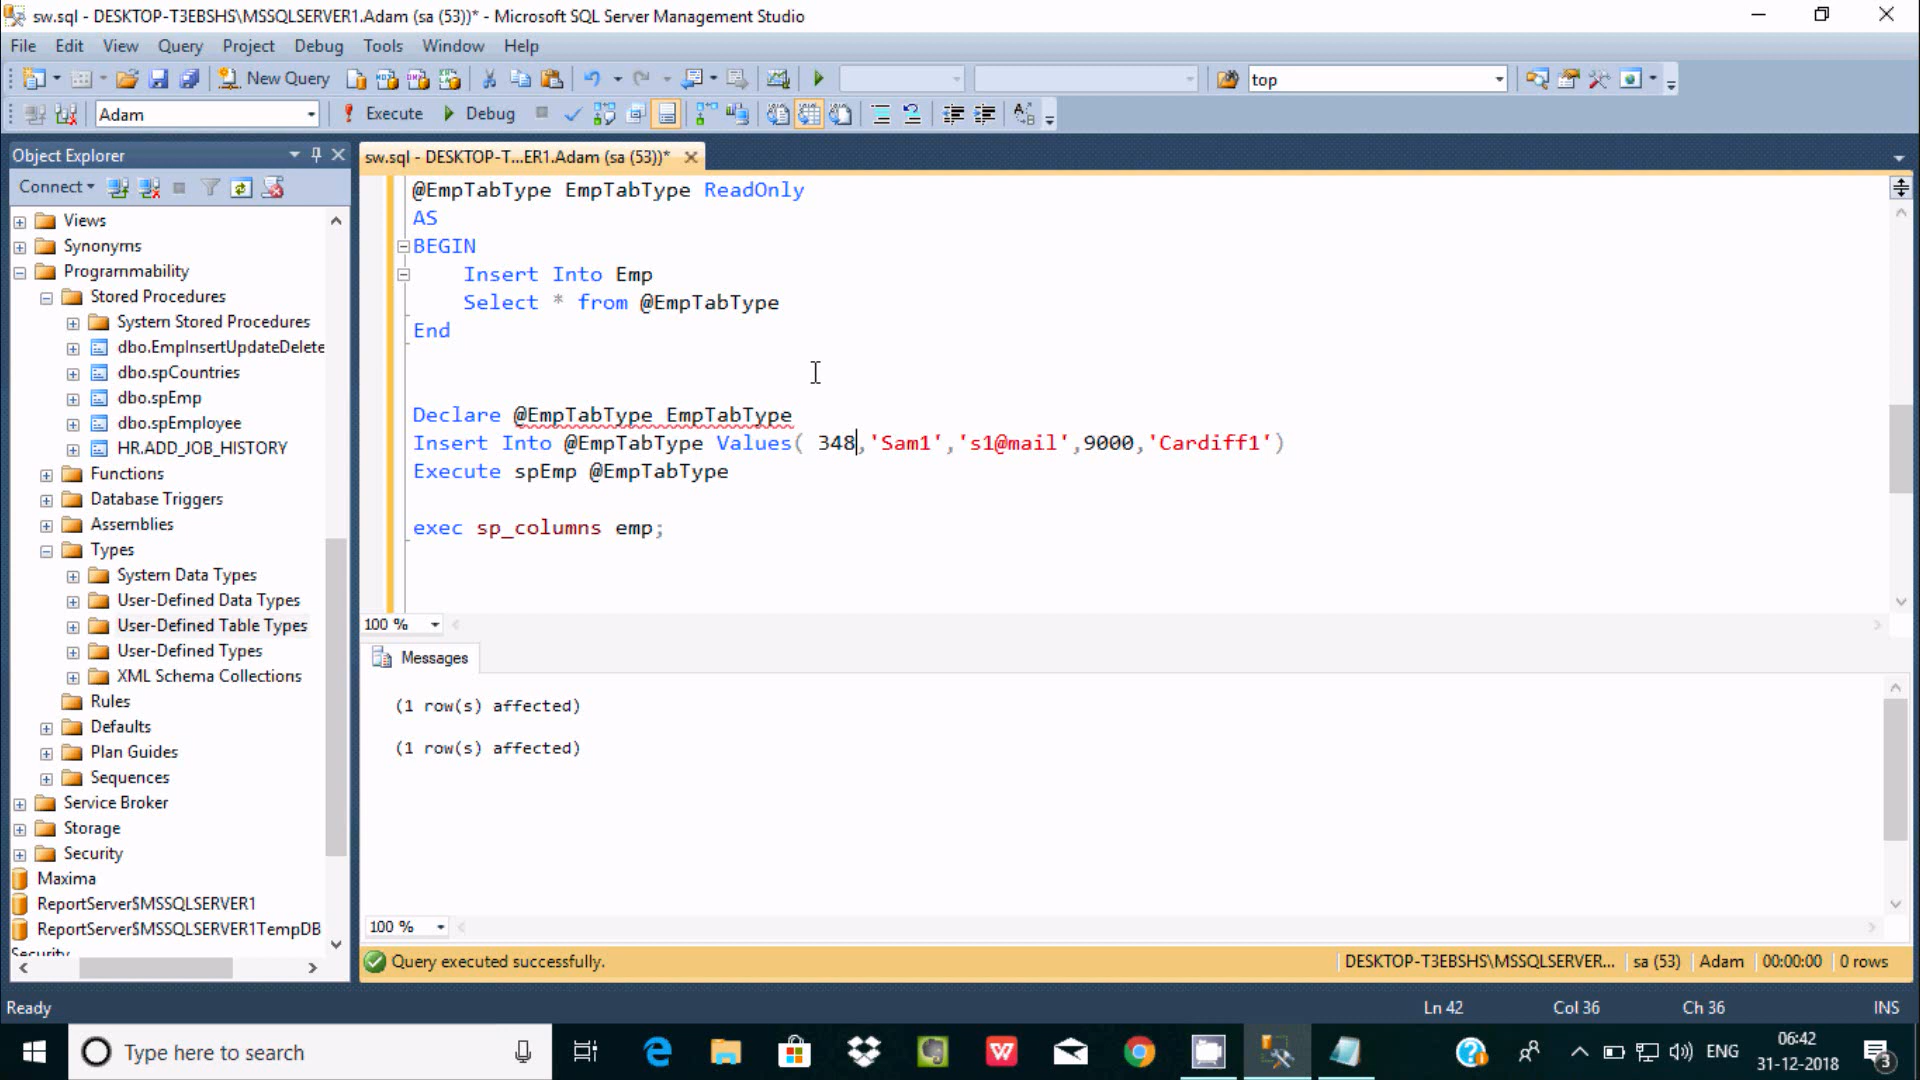 sw.sql - DESKTOP-T3EBSHS\MSSQLSERVER1.Adam (sa (53))* - Microsoft SQL Server Management Studio
File Edit View Query Project Debug Tools Window Help
New Query top
Adam Execute Debug
Object Explorer
Connect
Views
Synonyms
Programmability
Stored Procedures
System Stored Procedures
dbo.EmpInsertUpdateDelete
dbo.spCountries
dbo.spEmp
dbo.spEmployee
HR.ADD_JOB_HISTORY
Functions
Database Triggers
Assemblies
Types
System Data Types
User-Defined Data Types
User-Defined Table Types
User-Defined Types
XML Schema Collections
Rules
Defaults
Plan Guides
Sequences
Service Broker
Storage
Security
Maxima
ReportServer$MSSQLSERVER1
ReportServer$MSSQLSERVER1TempDB
Security
sw.sql - DESKTOP-T...ER1.Adam (sa (53))*
@EmpTabType EmpTabType ReadOnly
AS
BEGIN
Insert Into Emp
Select * from @EmpTabType
End
Declare @EmpTabType EmpTabType
Insert Into @EmpTabType Values( 348,'Sam1','s1@mail',9000,'Cardiff1')
Execute spEmp @EmpTabType
exec sp_columns emp;
100 %
Messages
(1 row(s) affected)
(1 row(s) affected)
100 %
Query executed successfully. DESKTOP-T3EBSHS\MSSQLSERVER... sa (53) Adam 00:00:00 0 rows
Ready Ln 42 Col 36 Ch 36 INS
Type here to search ENG 06:42
31-12-2018 3